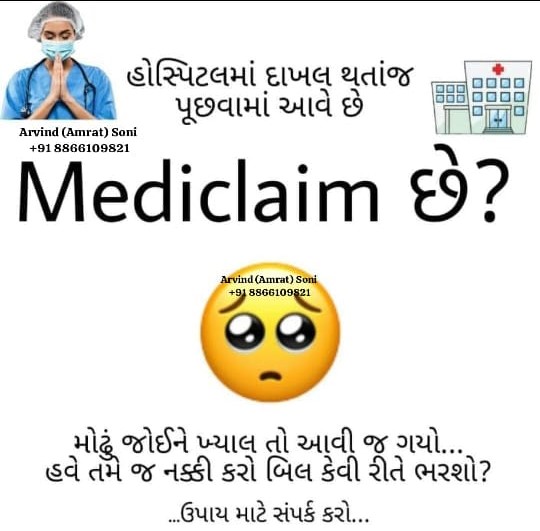 હોસ્પિટલમાં દાખલ થતાંજ
પૂછવામાં આવે છે
Arvind (Amrat) Soni
+91 8866109821
Mediclaim છે?
Arvind (Amrat) Soni
+91 8866109821
મોઢું જોઈને ખ્યાલ તો આવી જ ગયો...
હવે તમે જ નક્કી કરો બિલ કેવી રીતે ભરશો?
...ઉપાય માટે સંપર્ક કરો...